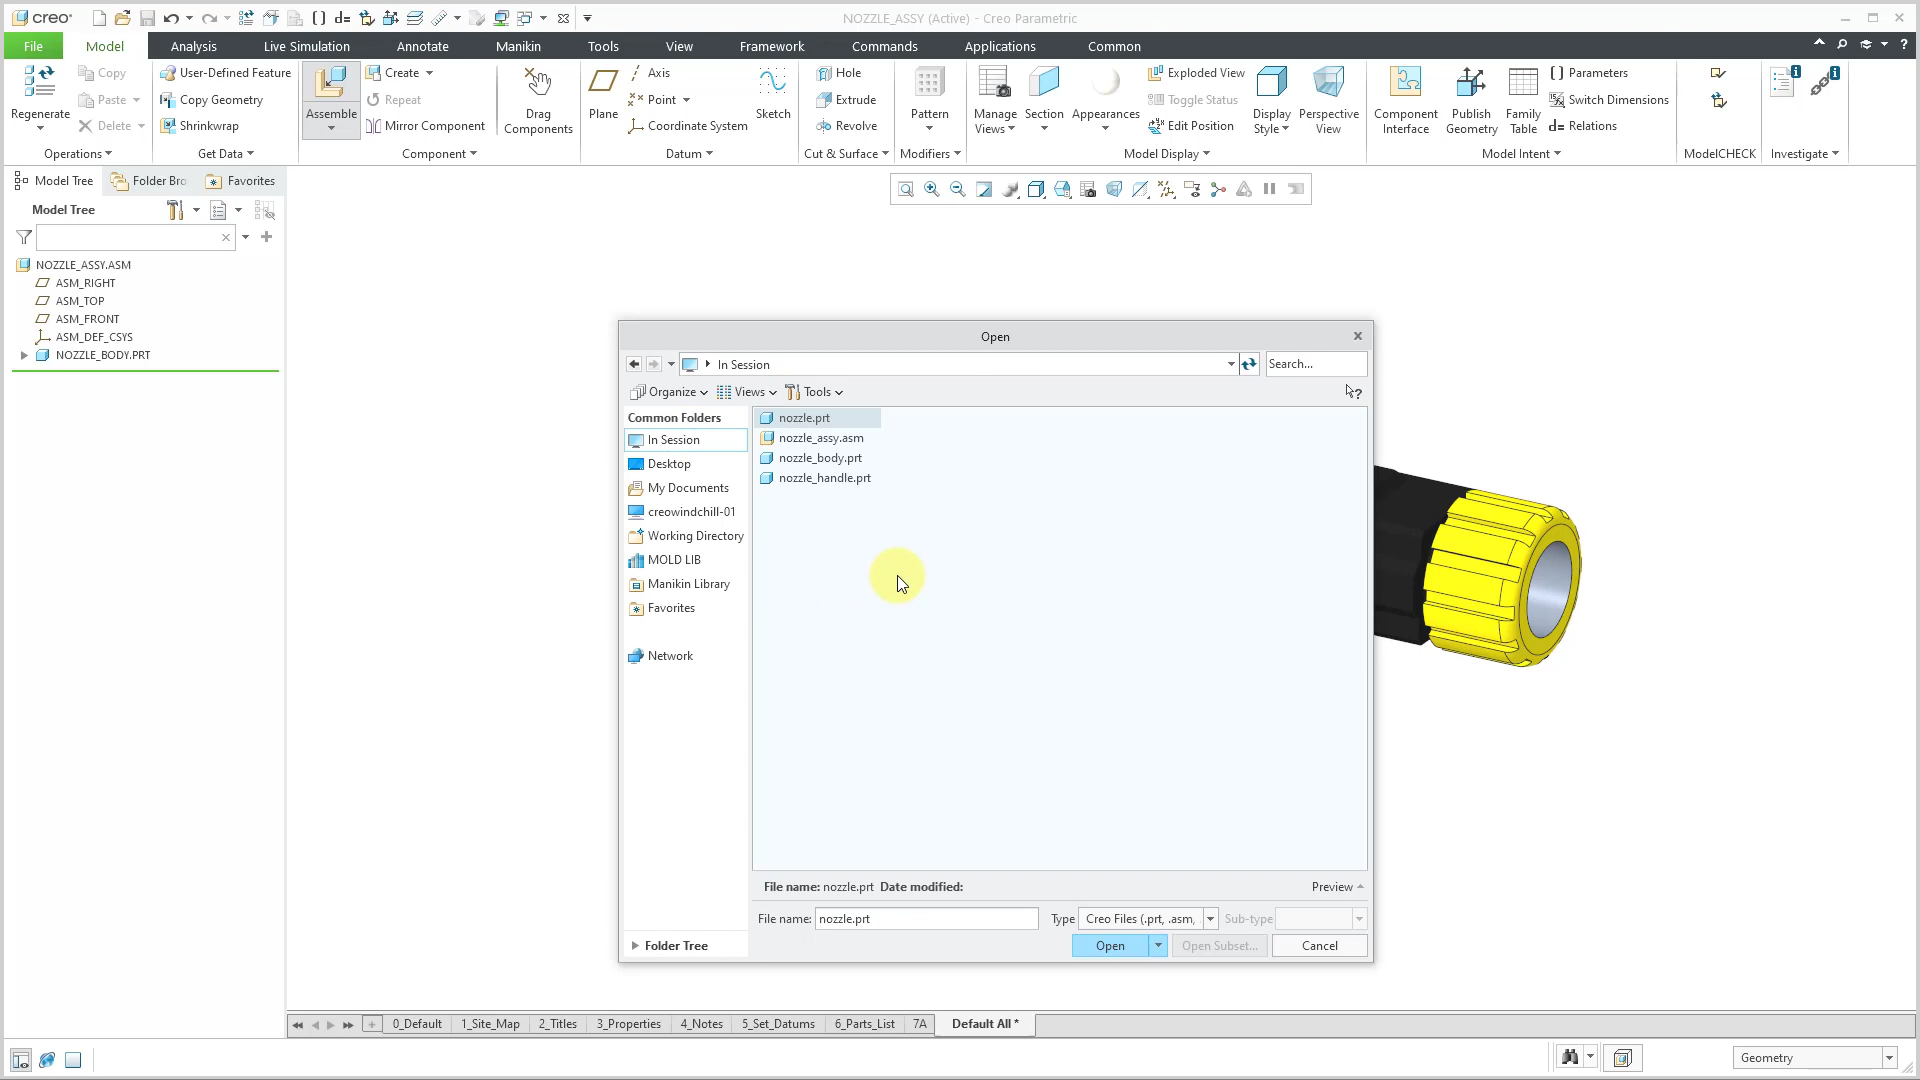 creo
NOZZLE_ASSY (Active) - Creo Parametric
File Model Analysis Live Simulation Annotate Manikin Tools View Framework Commands Applications Common
Regenerate
Copy
Paste
Delete
Operations
User-Defined Feature
Copy Geometry
Shrinkwrap
Get Data
Assemble
Create
Repeat
Mirror Component
Drag
Components
Component
Plane
Axis
Point
Coordinate System
Sketch
Datum
Hole
Extrude
Revolve
Cut & Surface
Pattern
Modifiers
Manage
Views
Section
Appearances
Exploded View
Toggle Status
Edit Position
Display
Style
Perspective
View
Model Display
Component
Interface
Publish
Geometry
Family
Table
Parameters
Switch Dimensions
Relations
Model Intent
ModelCHECK
Investigate
Model Tree Folder Bro Favorites
Model Tree
NOZZLE_ASSY.ASM
ASM_RIGHT
ASM_TOP
ASM_FRONT
ASM_DEF_CSYS
NOZZLE_BODY.PRT
Open
In Session
Search...
Organize Views Tools
Common Folders
In Session
Desktop
My Documents
creowindchill-01
Working Directory
MOLD LIB
Manikin Library
Favorites
Network
Folder Tree
nozzle.prt
nozzle_assy.asm
nozzle_body.prt
nozzle_handle.prt
File name: nozzle.prt Date modified:
Preview
File name: nozzle.prt Type Creo Files (.prt, .asm, Sub-type
Open Open Subset... Cancel
0_Default 1_Site_Map 2_Titles 3_Properties 4_Notes 5_Set_Datums 6_Parts_List 7A Default All *
Geometry